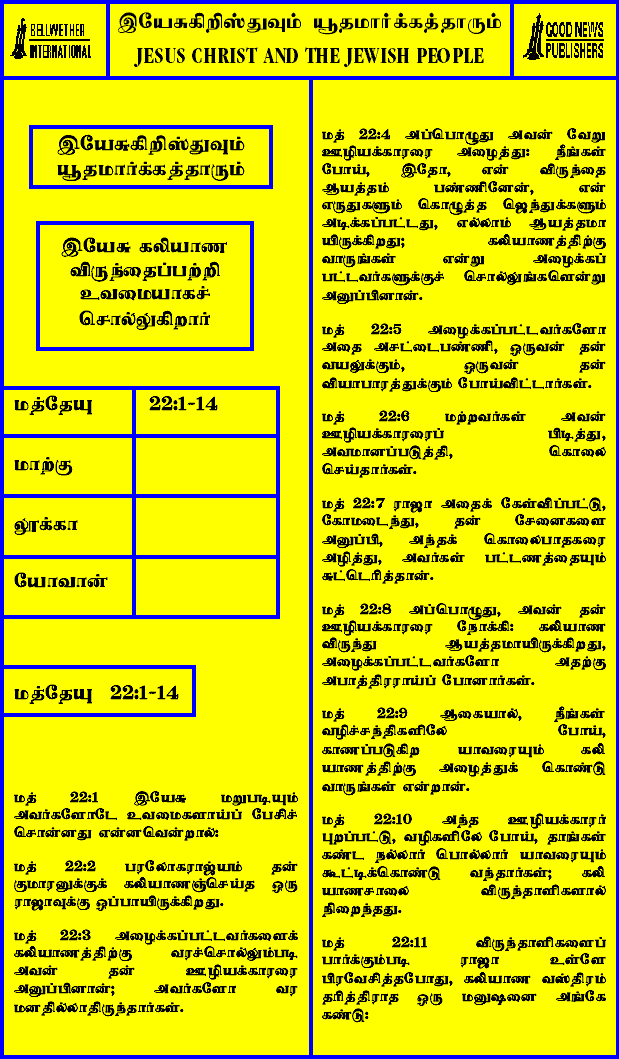 BELLWETHER
INTERNATIONAL
இயேசுகிறிஸ்துவும் யூதமார்க்கத்தாரும்
JESUS CHRIST AND THE JEWISH PEOPLE
GOOD NEWS
PUBLISHERS
இயேசுகிறிஸ்துவும்
யூதமார்க்கத்தாரும்
இயேசு கலியாண
விருந்தைப்பற்றி
உவமையாகச்
சொல்லுகிறார்
மத்தேயு 22:1-14
மாற்கு
லூக்கா
யோவான்
மத்தேயு 22:1-14
மத் 22:1 இயேசு மறுபடியும்
அவர்களோடே உவமைகளாய்ப் பேசிச்
சொன்னது என்னவென்றால்:
மத் 22:2 பரலோகராஜ்யம் தன்
குமாரனுக்குக் கலியாணஞ்செய்த ஒரு
ராஜாவுக்கு ஒப்பாயிருக்கிறது.
மத் 22:3 அழைக்கப்பட்டவர்களைக்
கலியாணத்திற்கு வரச்சொல்லும்படி
அவன் தன் ஊழியக்காரரை
அனுப்பினான்; அவர்களோ வர
மனதில்லாதிருந்தார்கள்.
மத் 22:4 அப்பொழுது அவன் வேறு
ஊழியக்காரரை அழைத்து: நீங்கள்
போய், இதோ, என் விருந்தை
ஆயத்தம் பண்ணினேன், என்
எருதுகளும் கொழுத்த ஜெந்துக்களும்
அடிக்கப்பட்டது, எல்லாம் ஆயத்தமா
யிருக்கிறது; கலியாணத்திற்கு
வாருங்கள் என்று அழைக்கப்
பட்டவர்களுக்குச் சொல்லுங்களென்று
அனுப்பினான்.
மத் 22:5 அழைக்கப்பட்டவர்களோ
அதை அசட்டைபண்ணி, ஒருவன் தன்
வயலுக்கும், ஒருவன் தன்
வியாபாரத்துக்கும் போய்விட்டார்கள்.
மத் 22:6 மற்றவர்கள் அவன்
ஊழியக்காரரைப் பிடித்து,
அவமானப்படுத்தி, கொலை
செய்தார்கள்.
மத் 22:7 ராஜா அதைக் கேள்விப்பட்டு,
கோமடைந்து, தன் சேனைகளை
அனுப்பி, அந்தக் கொலைபாதகரை
அழித்து, அவர்கள் பட்டணத்தையும்
சுட்டெரித்தான்.
மத் 22:8 அப்பொழுது, அவன் தன்
ஊழியக்காரரை நோக்கி: கலியாண
விருந்து ஆயத்தமாயிருக்கிறது,
அழைக்கப்பட்டவர்களோ அதற்கு
அபாத்திரராய்ப் போனார்கள்.
மத் 22:9 ஆகையால், நீங்கள்
வழிச்சந்திகளிலே போய்,
காணப்படுகிற யாவரையும் கலி
யாணத்திற்கு அழைத்துக் கொண்டு
வாருங்கள் என்றான்.
மத் 22:10 அந்த ஊழியக்காரர்
புறப்பட்டு, வழிகளிலே போய், தாங்கள்
கண்ட நல்லார் பொல்லார் யாவரையும்
கூட்டிக்கொண்டு வந்தார்கள்; கலி
யாணசாலை விருந்தாளிகளால்
நிறைந்தது.
மத் 22:11 விருந்தாளிகளைப்
பார்க்கும்படி ராஜா உள்ளே
பிரவேசித்தபோது, கலியாண வஸ்திரம்
தரித்திராத ஒரு மனுஷனை அங்கே
கண்டு: